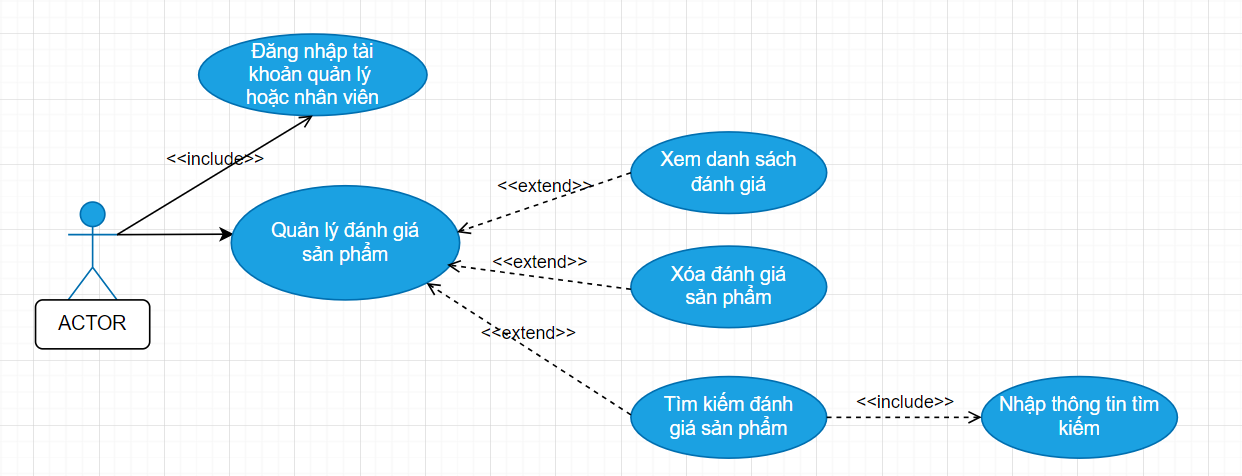 Đăng nhập tài
khoản quản lý
hoặc nhân viên
<<include>>
Xem danh sách
đánh giá
<<extend>>
Quản lý đánh giá
sản phẩm
<<extend>>
Xóa đánh giá
sản phẩm
ACTOR
<<extend>>
Tìm kiếm đánh
giá sản phẩm
<<include>>
Nhập thông tin tìm
kiếm